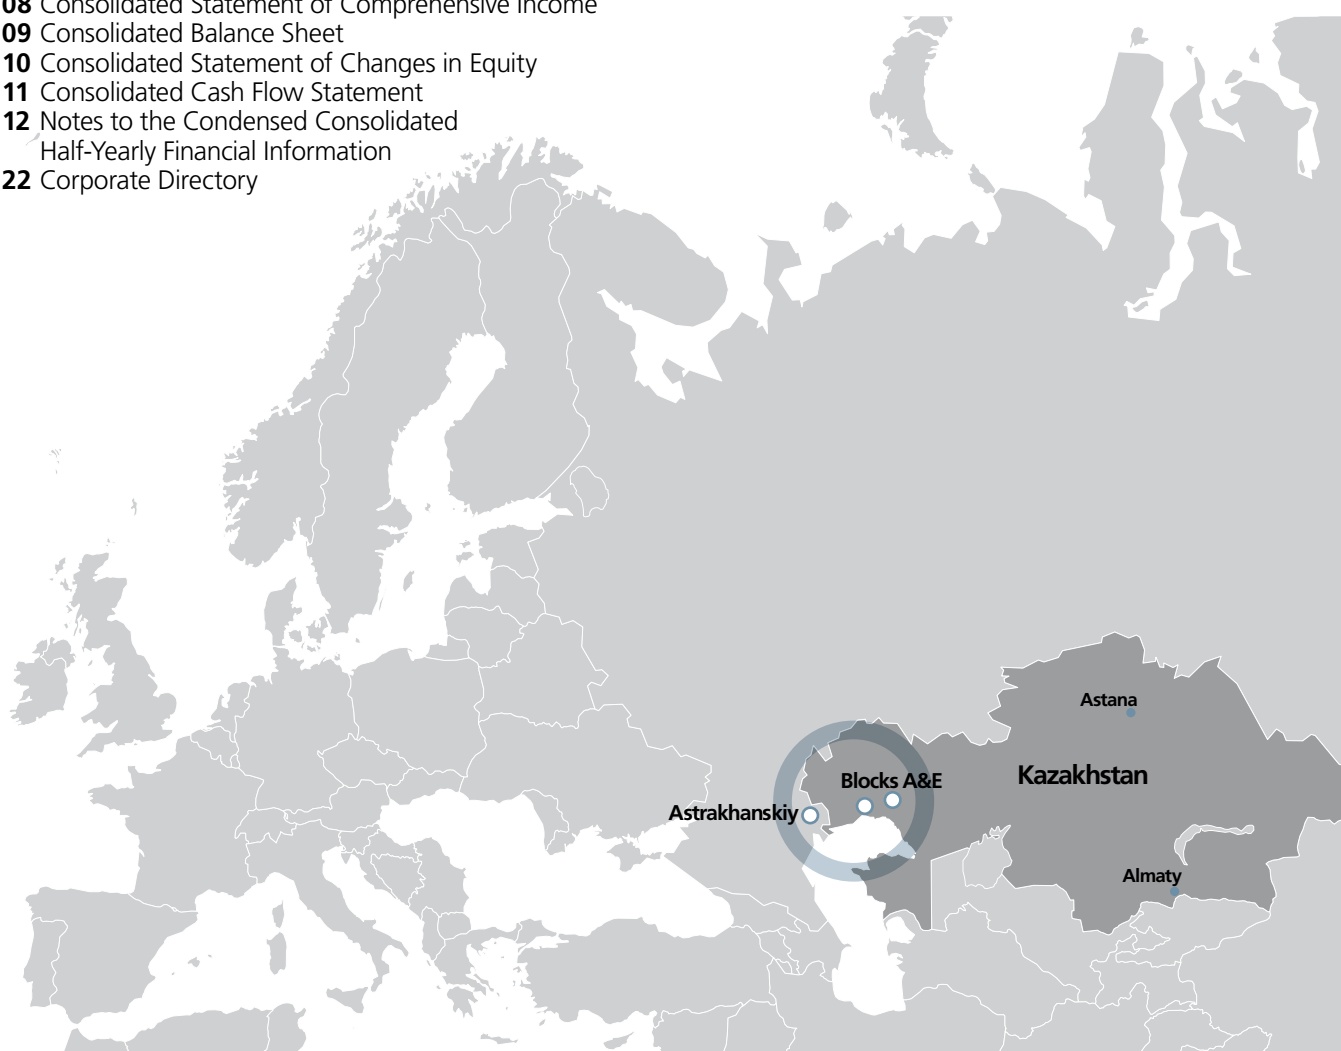 08 Consolidated Statement of Comprehensive Income
09 Consolidated Balance Sheet
10 Consolidated Statement of Changes in Equity
11 Consolidated Cash Flow Statement
12 Notes to the Condensed Consolidated
Half-Yearly Financial Information
22 Corporate Directory
Astana
Kazakhstan
Blocks A&E
Astrakhanskiy
Almaty